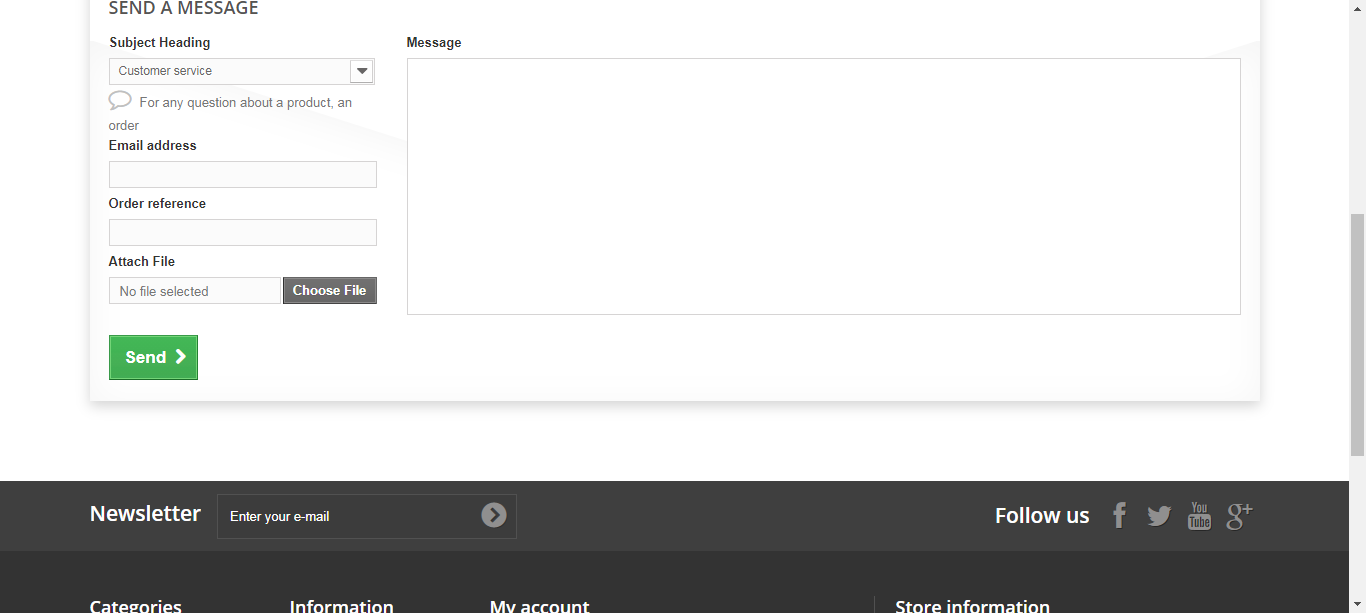 SEND A MESSAGE
Subject Heading
Message
Customer service
For any question about a product, an
order
Email address
Order reference
Attach File
No file selected
Choose File
Send
Newsletter
Enter your e-mail
Follow us
You
Tube
g+
Categories
Information
My account
Store information